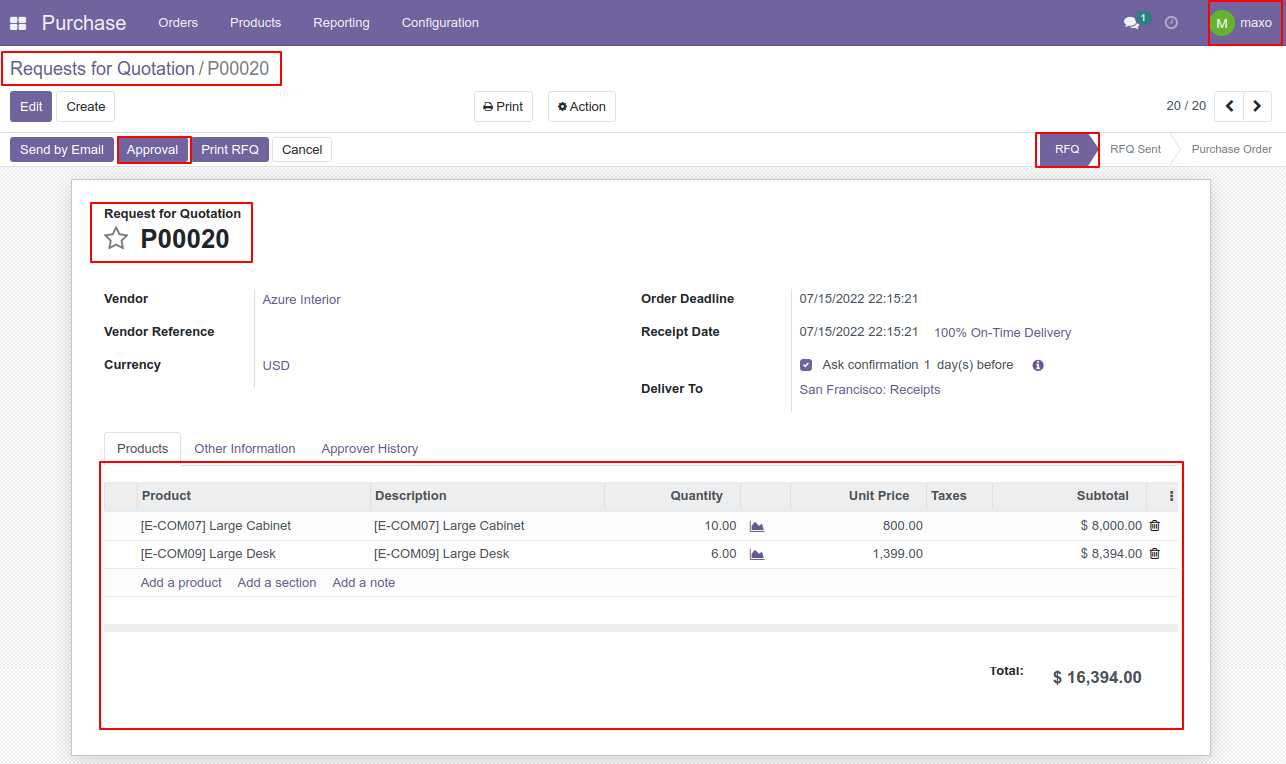 Purchase Orders Products Reporting Configuration 1 M maxo
Requests for Quotation / P00020
Edit Create Print Action 20 / 20
Send by Email Approval Print RFQ Cancel RFQ RFQ Sent Purchase Order
Request for Quotation
P00020
Vendor Azure Interior Order Deadline 07/15/2022 22:15:21
Vendor Reference Receipt Date 07/15/2022 22:15:21 100% On-Time Delivery
Currency USD Ask confirmation 1 day(s) before
Deliver To San Francisco: Receipts
Products Other Information Approver History
Product Description Quantity Unit Price Taxes Subtotal
[E-COM07] Large Cabinet [E-COM07] Large Cabinet 10.00 800.00 $ 8,000.00
[E-COM09] Large Desk [E-COM09] Large Desk 6.00 1,399.00 $ 8,394.00
Add a product Add a section Add a note
Total: $ 16,394.00